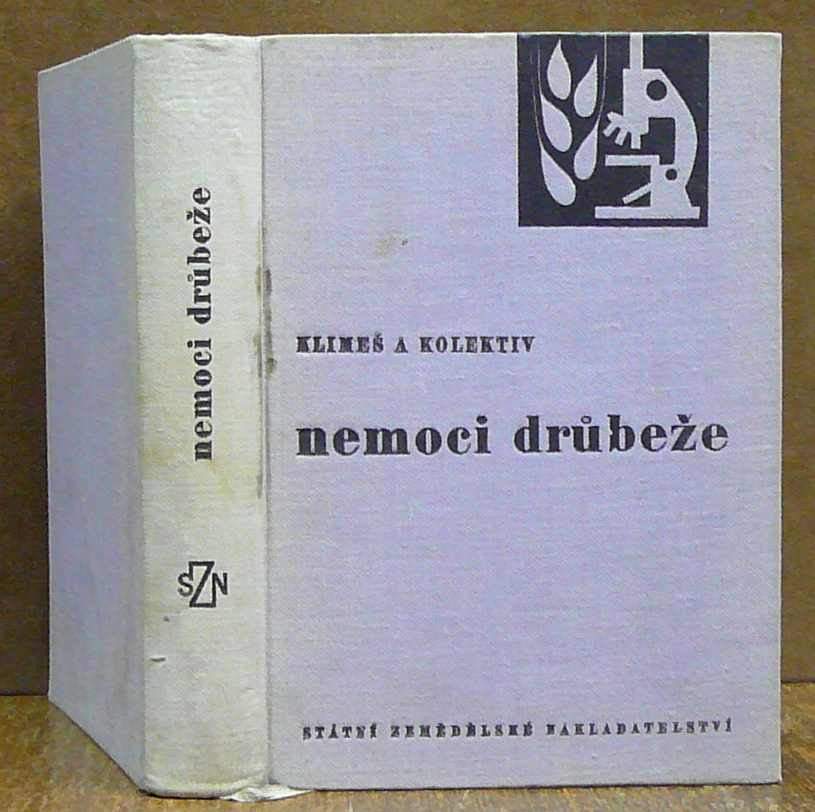 nemoci drůbeže
SZN
KLIMEŠ A KOLEKTIV
nemoci drůbeže
STÁTNÍ ZEMĚDĚLSKÉ NAKLADATELSTVÍ